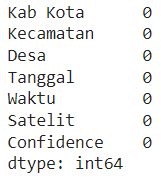 Kab Kota 0
Kecamatan 0
Desa 0
Tanggal 0
Waktu 0
Satelit 0
Confidence 0
dtype: int64